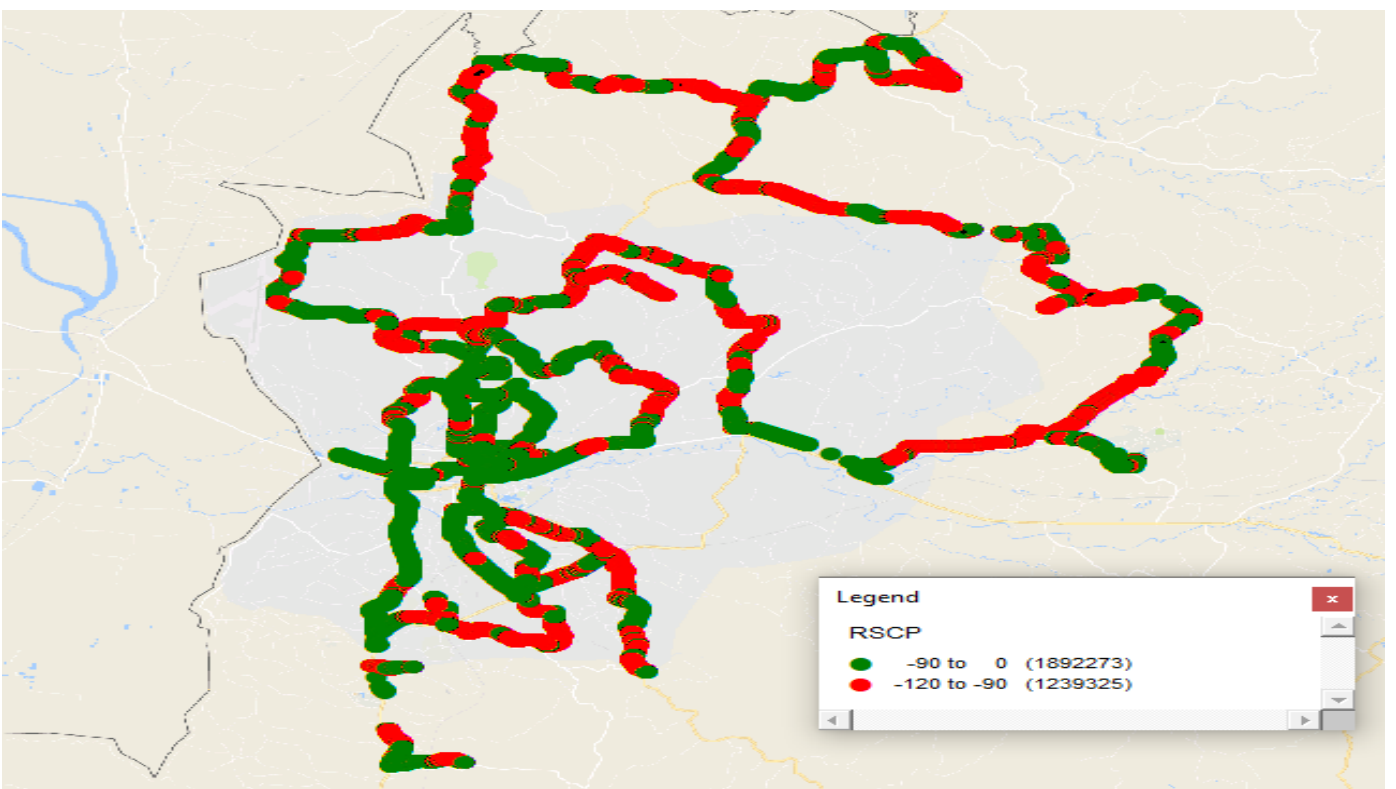 Legend
x
RSCP
-90 to 0 (1892273)
-120 to -90 (1239325)